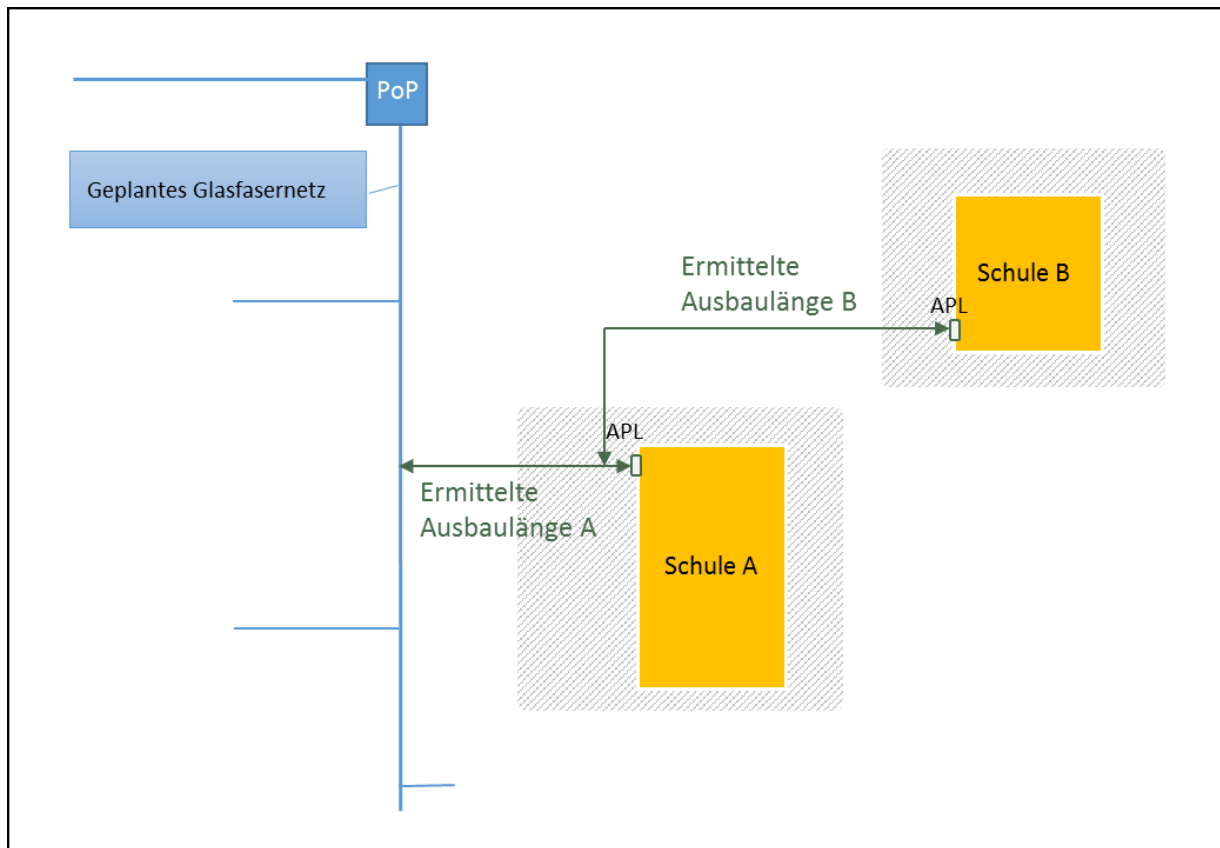 PoP
Geplantes Glasfasernetz
Ermittelte
Ausbaulänge B
Schule B
APL
APL
Ermittelte
Ausbaulänge A
Schule A